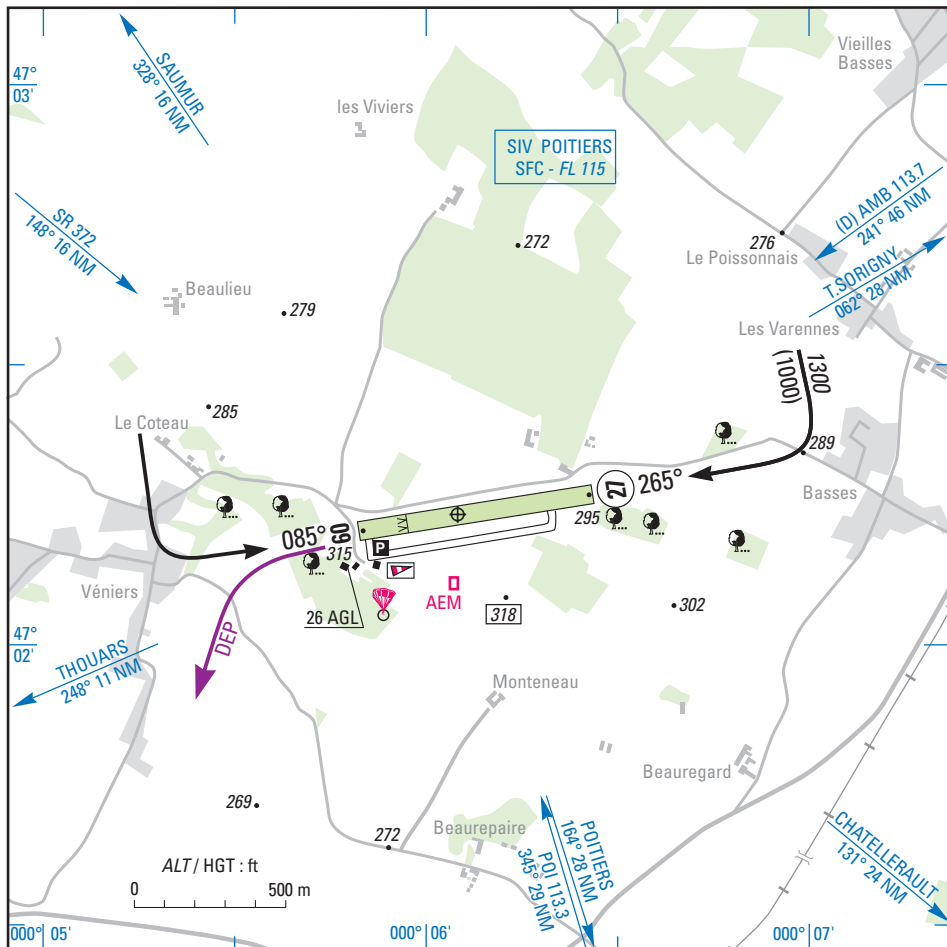 SAUMUR
328° 16 NM
Vieilles
Basses
47°
03'
les Viviers
SIV POITIERS
SFC - FL 115
SR 372
148° 16 NM
(D) AMB 113.7
241° 46 NM
272
276
Le Poissonnais
T.SORIGNY
062° 28 NM
Beaulieu
279
Les Varennes
1300
(1000)
285
Le Coteau
289
27
265°
Basses
295
085°
09
315
P
26 AGL
AEM
318
302
Véniers
DEP
47°
02'
THOUARS
248° 11 NM
Monteneau
Beauregard
269
272
Beaurepaire
POITIERS
164° 28 NM
POI 113.3
345° 29 NM
CHATELLERAULT
131° 24 NM
ALT / HGT : ft
0 500 m
000° 05'
000° 06'
000° 07'